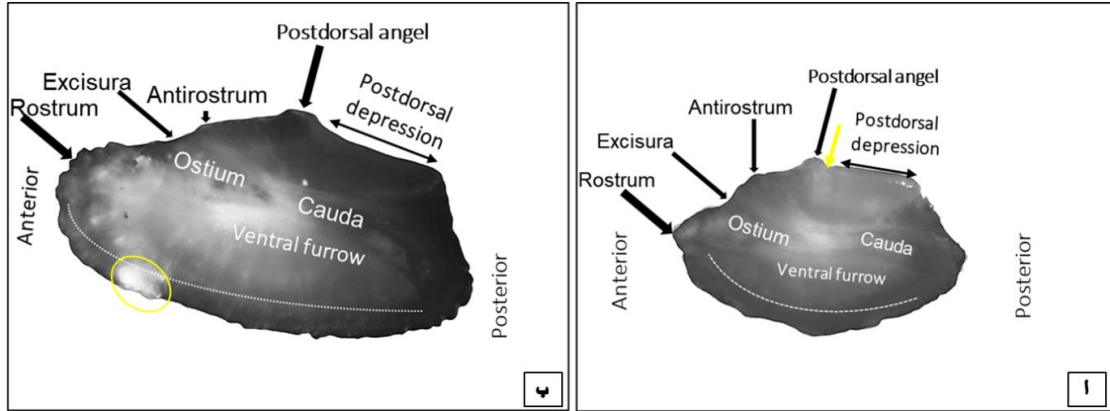 Postdorsal angel
Excisura
Antirostrum
Rostrum
Postdorsal
depression
Ostium
Cauda
Ventral furrow
Anterior
Posterior
ب
Postdorsal angel
Antirostrum
Postdorsal
depression
Excisura
Rostrum
Ostium
Cauda
Ventral furrow
Anterior
Posterior
ا